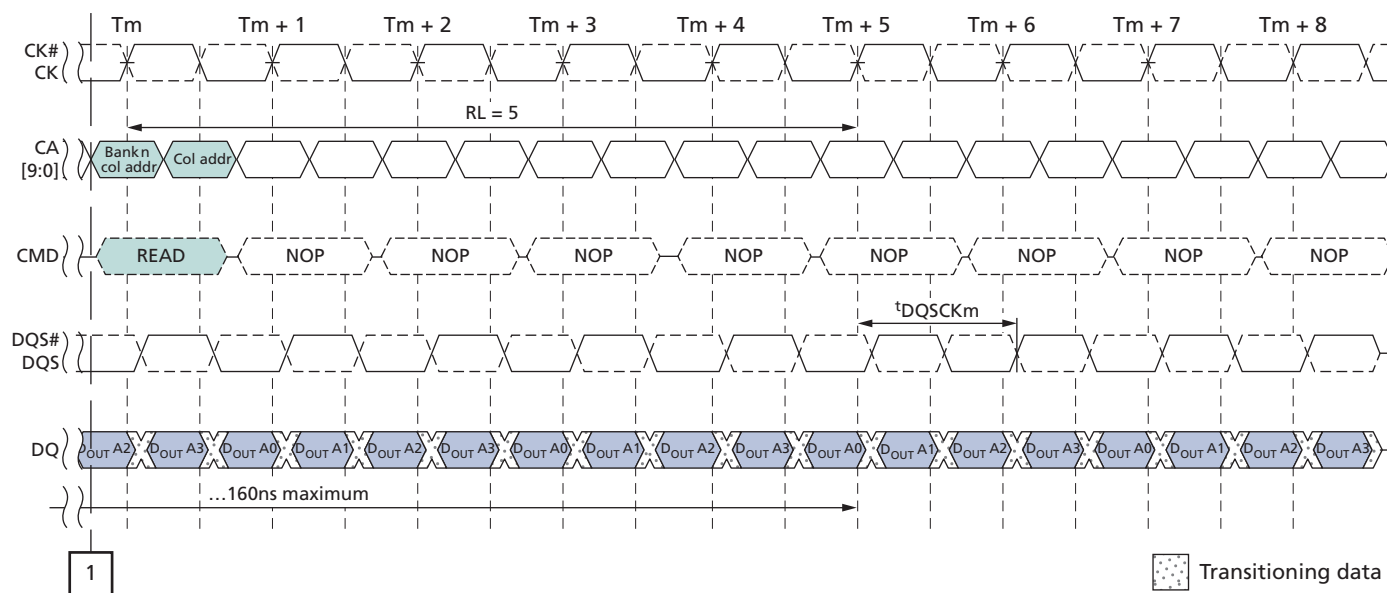 Tm Tm + 1 Tm + 2 Tm + 3 Tm + 4 Tm + 5 Tm + 6 Tm + 7 Tm + 8
CK#
CK
RL = 5
CA
[9:0]
Bank n
col addr
Col addr
CMD READ NOP NOP NOP NOP NOP NOP NOP NOP
tDQSCKm
DQS#
DQS
DQ DOUT A2 DOUT A3 DOUT A0 DOUT A1 DOUT A2 DOUT A3 DOUT A0 DOUT A1 DOUT A2 DOUT A3 DOUT A0 DOUT A1 DOUT A2 DOUT A3 DOUT A0 DOUT A1 DOUT A2 DOUT A3
...160ns maximum
1
Transitioning data